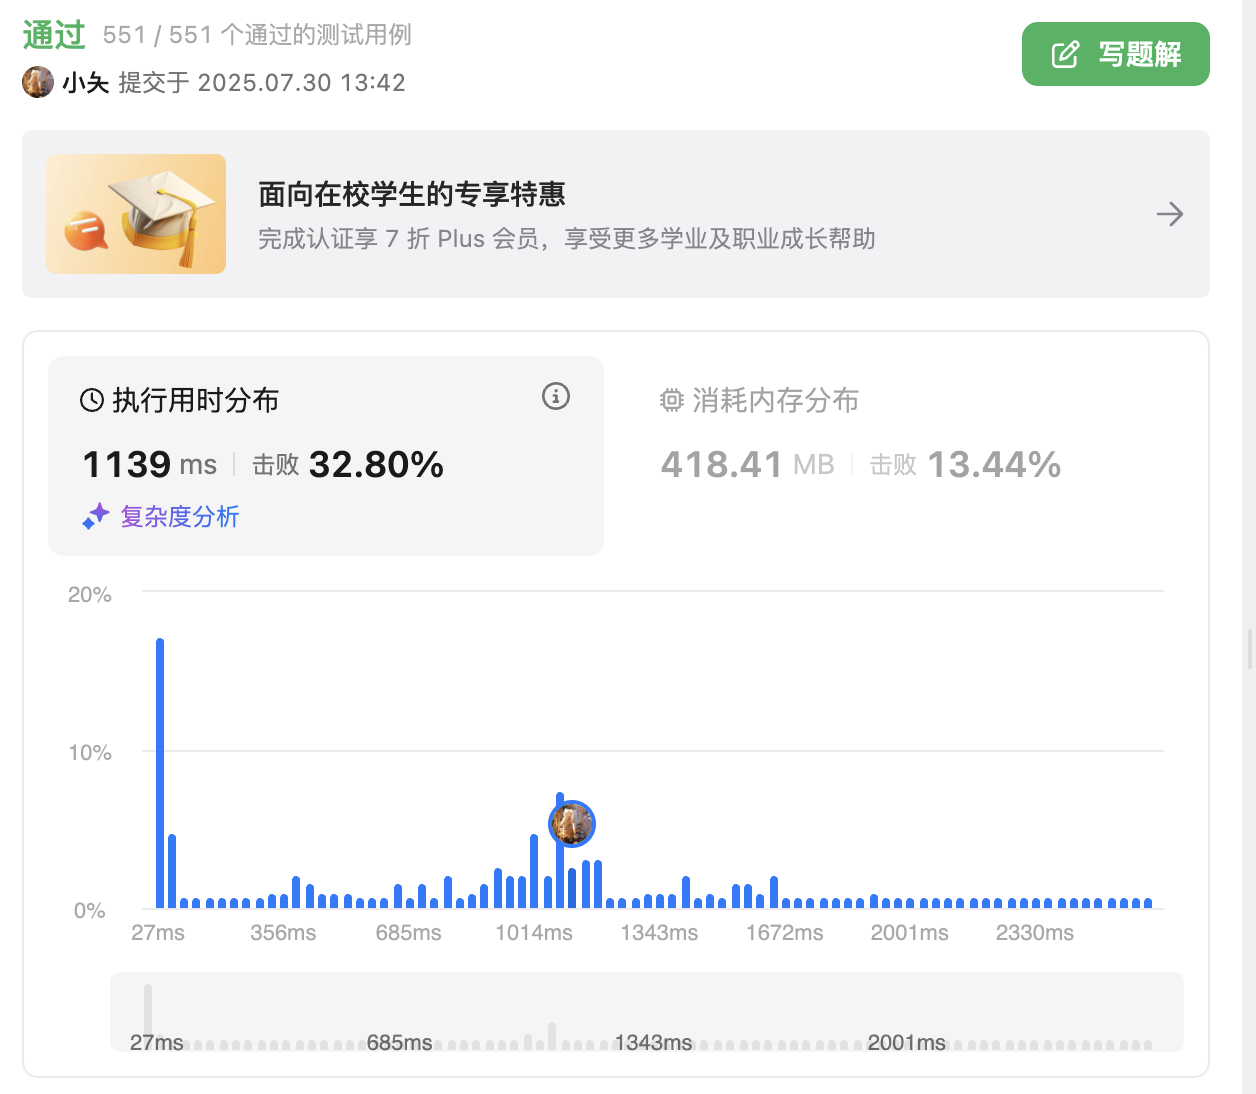 通过 551 / 551 个通过的测试用例
写题解
小矢 提交于 2025.07.30 13:42
面向在校学生的专享特惠
完成认证享 7 折 Plus 会员，享受更多学业及职业成长帮助
执行用时分布
1139 ms 击败 32.80%
复杂度分析
消耗内存分布
418.41 MB 击败 13.44%
20%
10%
0%
27ms 356ms 685ms 1014ms 1343ms 1672ms 2001ms 2330ms
27ms 685ms 1343ms 2001ms